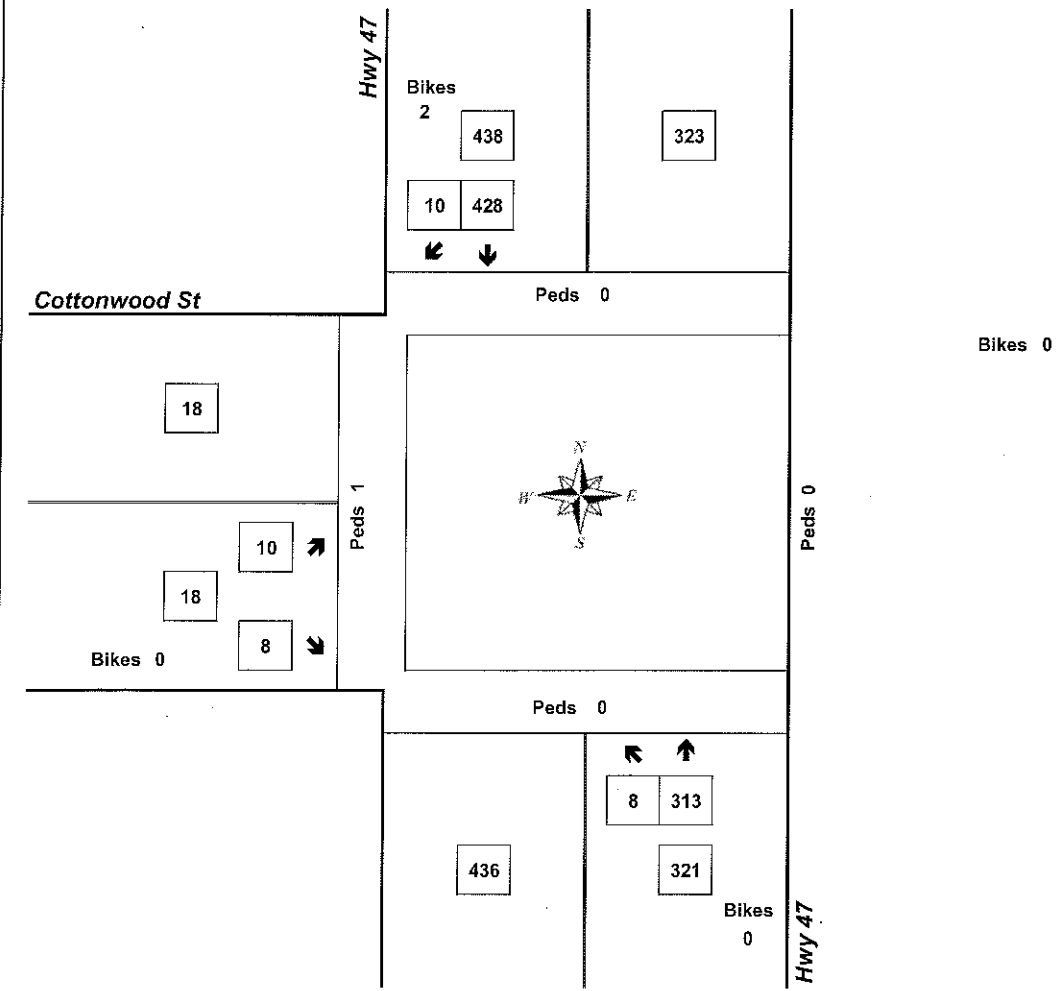 Hwy 47
Bikes
2
438
323
10 428
Peds 0
Cottonwood St
Bikes 0
18
N
W E
S
Peds 1
Peds 0
10
18
8
Bikes 0
Peds 0
8 313
436
321
Bikes
0
Hwy 47